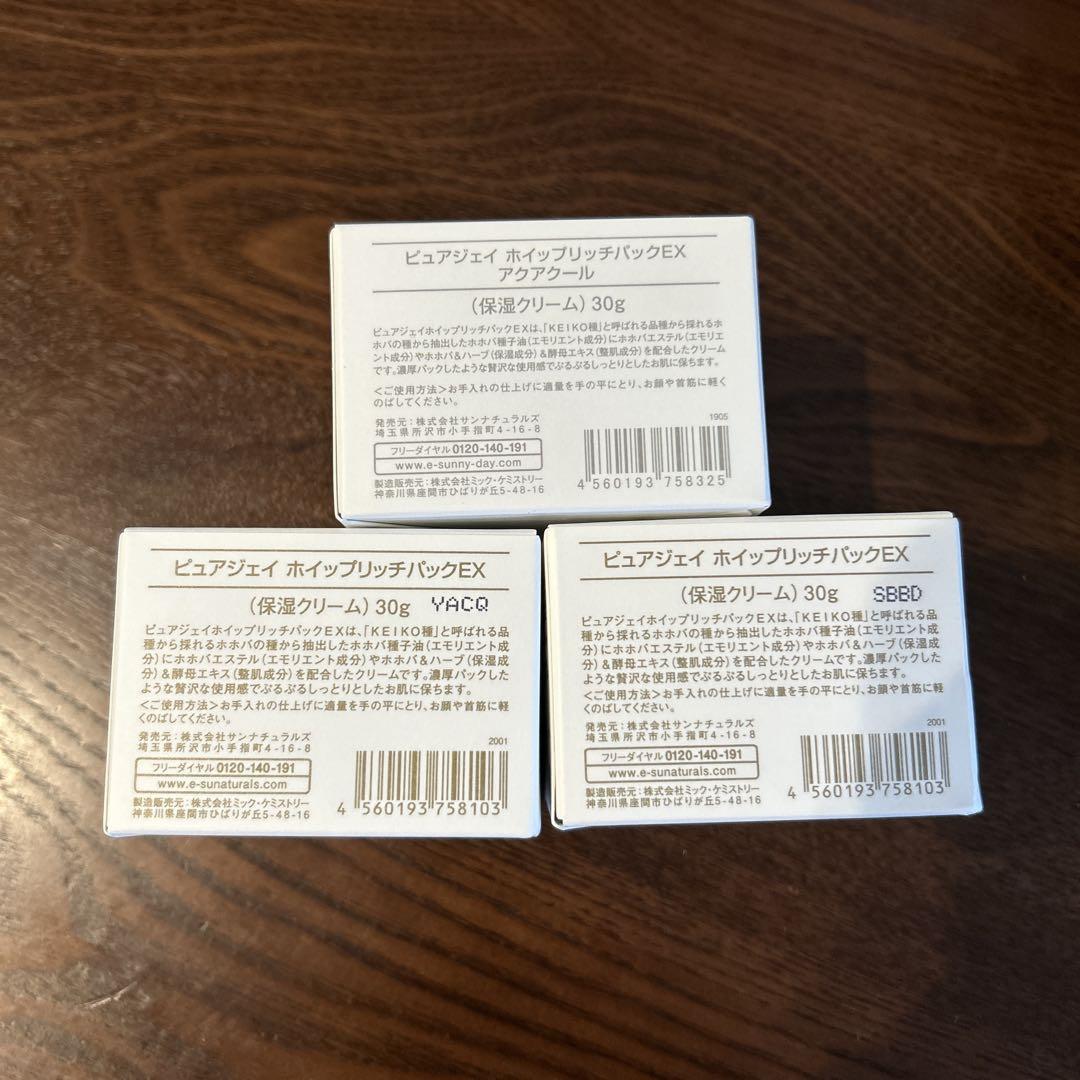 ピュアジェイ ホイップリッチパックEX
アクアクール
(保湿クリーム) 30g
ピュアジェイホイップリッチパックEXは、「KEIKO種」と呼ばれる品種から採れるホ
ホバの種から抽出したホホバ種子油(エモリエント成分)にホホバエステル(エモリエ
ント成分)やホホバ&ハーブ(保湿成分)&酵母エキス(整肌成分)を配合したクリーム
です。濃厚パックしたような贅沢な使用感でぷるぷるしっとりとしたお肌に保ちます。
<ご使用方法>お手入れの仕上げに適量を手の平にとり、お顔や首筋に軽く
のばしてください。
発売元:株式会社サンナチュラルズ
埼玉県所沢市小手指町4-16-8
1905
フリーダイヤル 0120-140-191
www.e-sunny-day.com
製造販売元:株式会社ミック・ケミストリー
神奈川県座間市ひばりが丘5-48-16
4 560193 758325
ピュアジェイ ホイップリッチパックEX
(保湿クリーム) 30g YACQ
ピュアジェイホイップリッチパックEXは、「KEIKO種」と呼ばれる品
種から採れるホホバの種から抽出したホホバ種子油(エモリエント成
分)にホホバエステル(エモリエント成分)やホホバ&ハーブ(保湿成
分)&酵母エキス(整肌成分)を配合したクリームです。濃厚パックした
ような贅沢な使用感でぷるぷるしっとりとしたお肌に保ちます。
<ご使用方法>お手入れの仕上げに適量を手の平にとり、お顔や首筋に軽
くのばしてください。
発売元:株式会社サンナチュラルズ
埼玉県所沢市小手指町4-16-8
2001
フリーダイヤル 0120-140-191
www.e-sunaturals.com
製造販売元:株式会社ミック・ケミストリー
神奈川県座間市ひばりが丘5-48-16
4 560193 758103
ピュアジェイ ホイップリッチパックEX
(保湿クリーム) 30g SBBD
ピュアジェイホイップリッチパックEXは、「KEIKO種」と呼ばれる品
種から採れるホホバの種から抽出したホホバ種子油(エモリエント成
分)にホホバエステル(エモリエント成分)やホホバ&ハーブ(保湿成
分)&酵母エキス(整肌成分)を配合したクリームです。濃厚パックした
ような贅沢な使用感でぷるぷるしっとりとしたお肌に保ちます。
<ご使用方法>お手入れの仕上げに適量を手の平にとり、お顔や首筋に軽
くのばしてください。
発売元:株式会社サンナチュラルズ
埼玉県所沢市小手指町4-16-8
2001
フリーダイヤル 0120-140-191
www.e-sunaturals.com
製造販売元:株式会社ミック・ケミストリー
神奈川県座間市ひばりが丘5-48-16
4 560193 758103